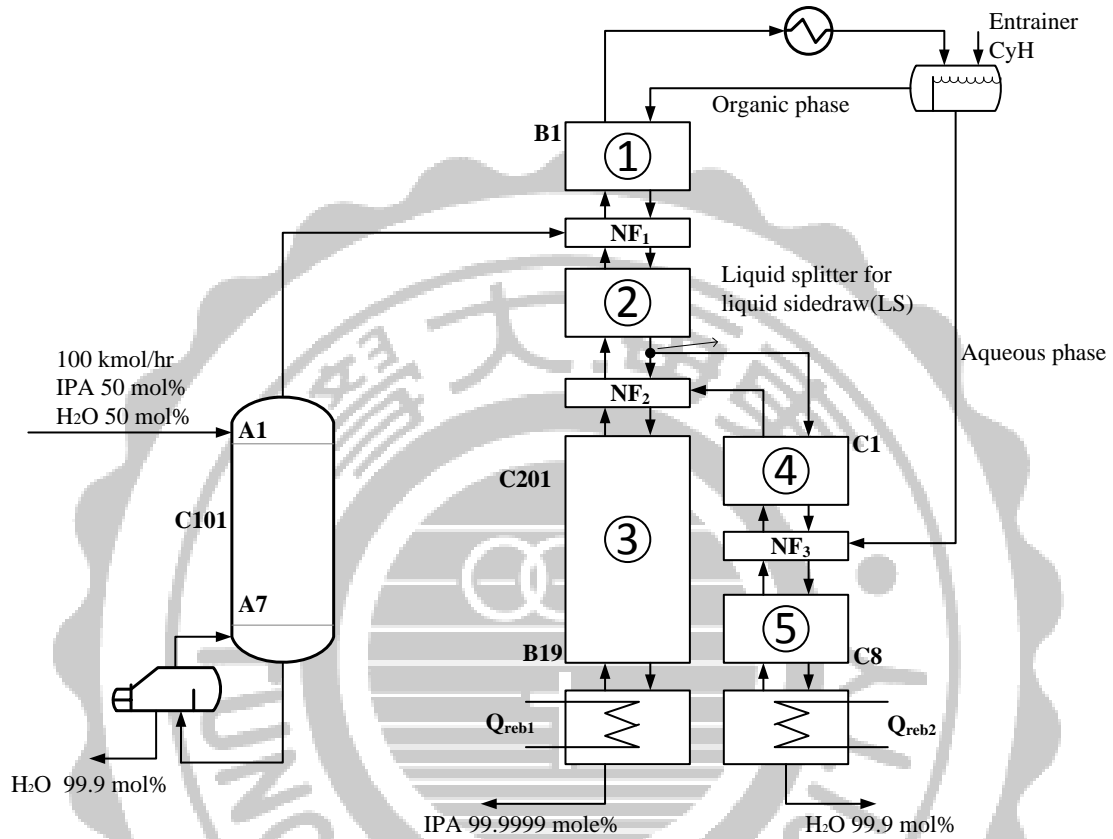 Entrainer
CyH
Organic phase
B1
①
NF₁
Liquid splitter for
liquid sidedraw(LS)
②
Aqueous phase
100 kmol/hr
IPA 50 mol%
H₂O 50 mol%
NF₂
A1
C1
④
C201
C101
③
NF₃
A7
⑤
B19
C8
Qreb1
Qreb2
H₂O 99.9 mol%
IPA 99.9999 mole%
H₂O 99.9 mol%